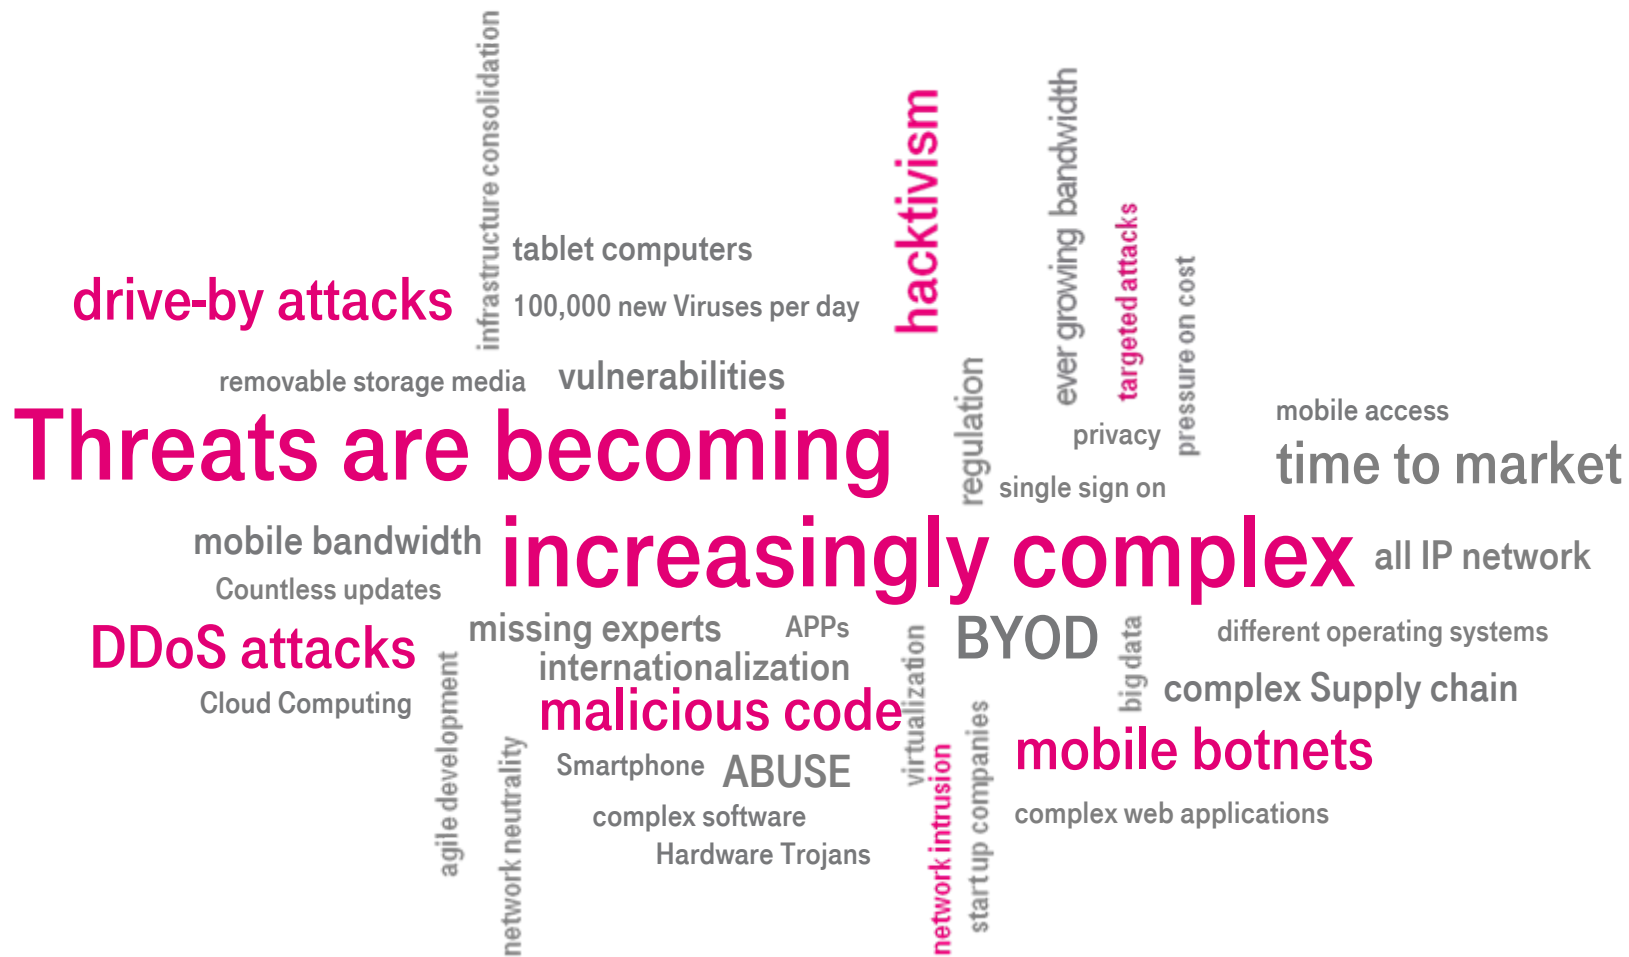 infrastructure consolidation
hacktivism
ever growing bandwidth
targeted attacks
pressure on cost
tablet computers
drive-by attacks
100,000 new Viruses per day
removable storage media
vulnerabilities
regulation
privacy
mobile access
Threats are becoming
time to market
single sign on
mobile bandwidth
increasingly complex
all IP network
Countless updates
missing experts
APPs
BYOD
big data
different operating systems
DDoS attacks
internationalization
virtualization
complex Supply chain
Cloud Computing
agile development
malicious code
mobile botnets
network neutrality
Smartphone
ABUSE
network intrusion
startup companies
complex software
complex web applications
Hardware Trojans